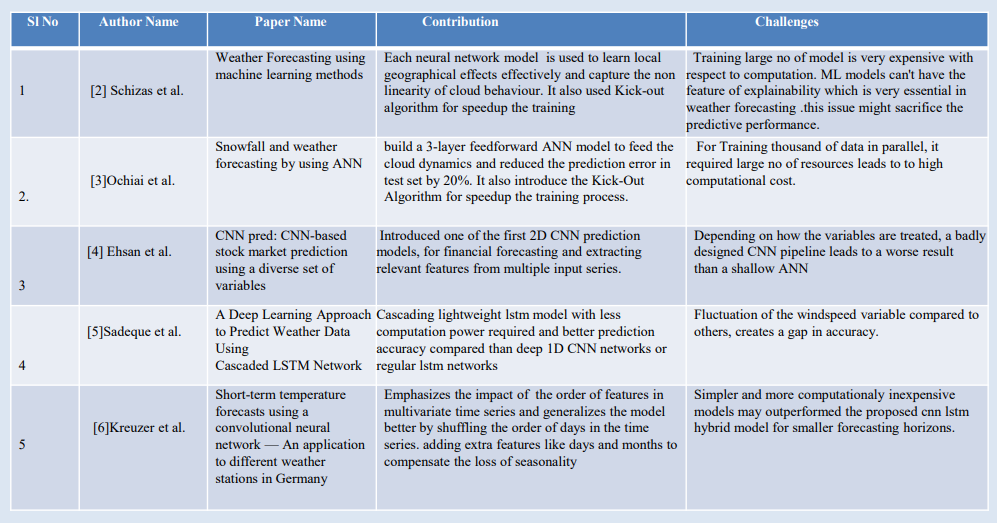 Sl No Author Name Paper Name Contribution Challenges
1
[2] Schizas et al.
Weather Forecasting using
machine learning methods
Each neural network model is used to learn local
geographical effects effectively and capture the non
linearity of cloud behaviour. It also used Kick-out
algorithm for speedup the training
Training large no of model is very expensive with
respect to computation. ML models can't have the
feature of explainability which is very essential in
weather forecasting .this issue might sacrifice the
predictive performance.
2.
[3]Ochiai et al.
Snowfall and weather
forecasting by using ANN
build a 3-layer feedforward ANN model to feed the
cloud dynamics and reduced the prediction error in
test set by 20%. It also introduce the Kick-Out
Algorithm for speedup the training process.
For Training thousand of data in parallel, it
required large no of resources leads to to high
computational cost.
3
[4] Ehsan et al.
CNN pred: CNN-based
stock market prediction
using a diverse set of
variables
Introduced one of the first 2D CNN prediction
models, for financial forecasting and extracting
relevant features from multiple input series.
Depending on how the variables are treated, a badly
designed CNN pipeline leads to a worse result
than a shallow ANN
4
[5]Sadeque et al.
A Deep Learning Approach
to Predict Weather Data
Using
Cascaded LSTM Network
Cascading lightweight lstm model with less
computation power required and better prediction
accuracy compared than deep 1D CNN networks or
regular lstm networks
Fluctuation of the windspeed variable compared to
others, creates a gap in accuracy.
5
[6]Kreuzer et al.
Short-term temperature
forecasts using a
convolutional neural
network — An application
to different weather
stations in Germany
Emphasizes the impact of the order of features in
multivariate time series and generalizes the model
better by shuffling the order of days in the time
series. adding extra features like days and months to
compensate the loss of seasonality
Simpler and more computationaly inexpensive
models may outperformed the proposed cnn lstm
hybrid model for smaller forecasting horizons.